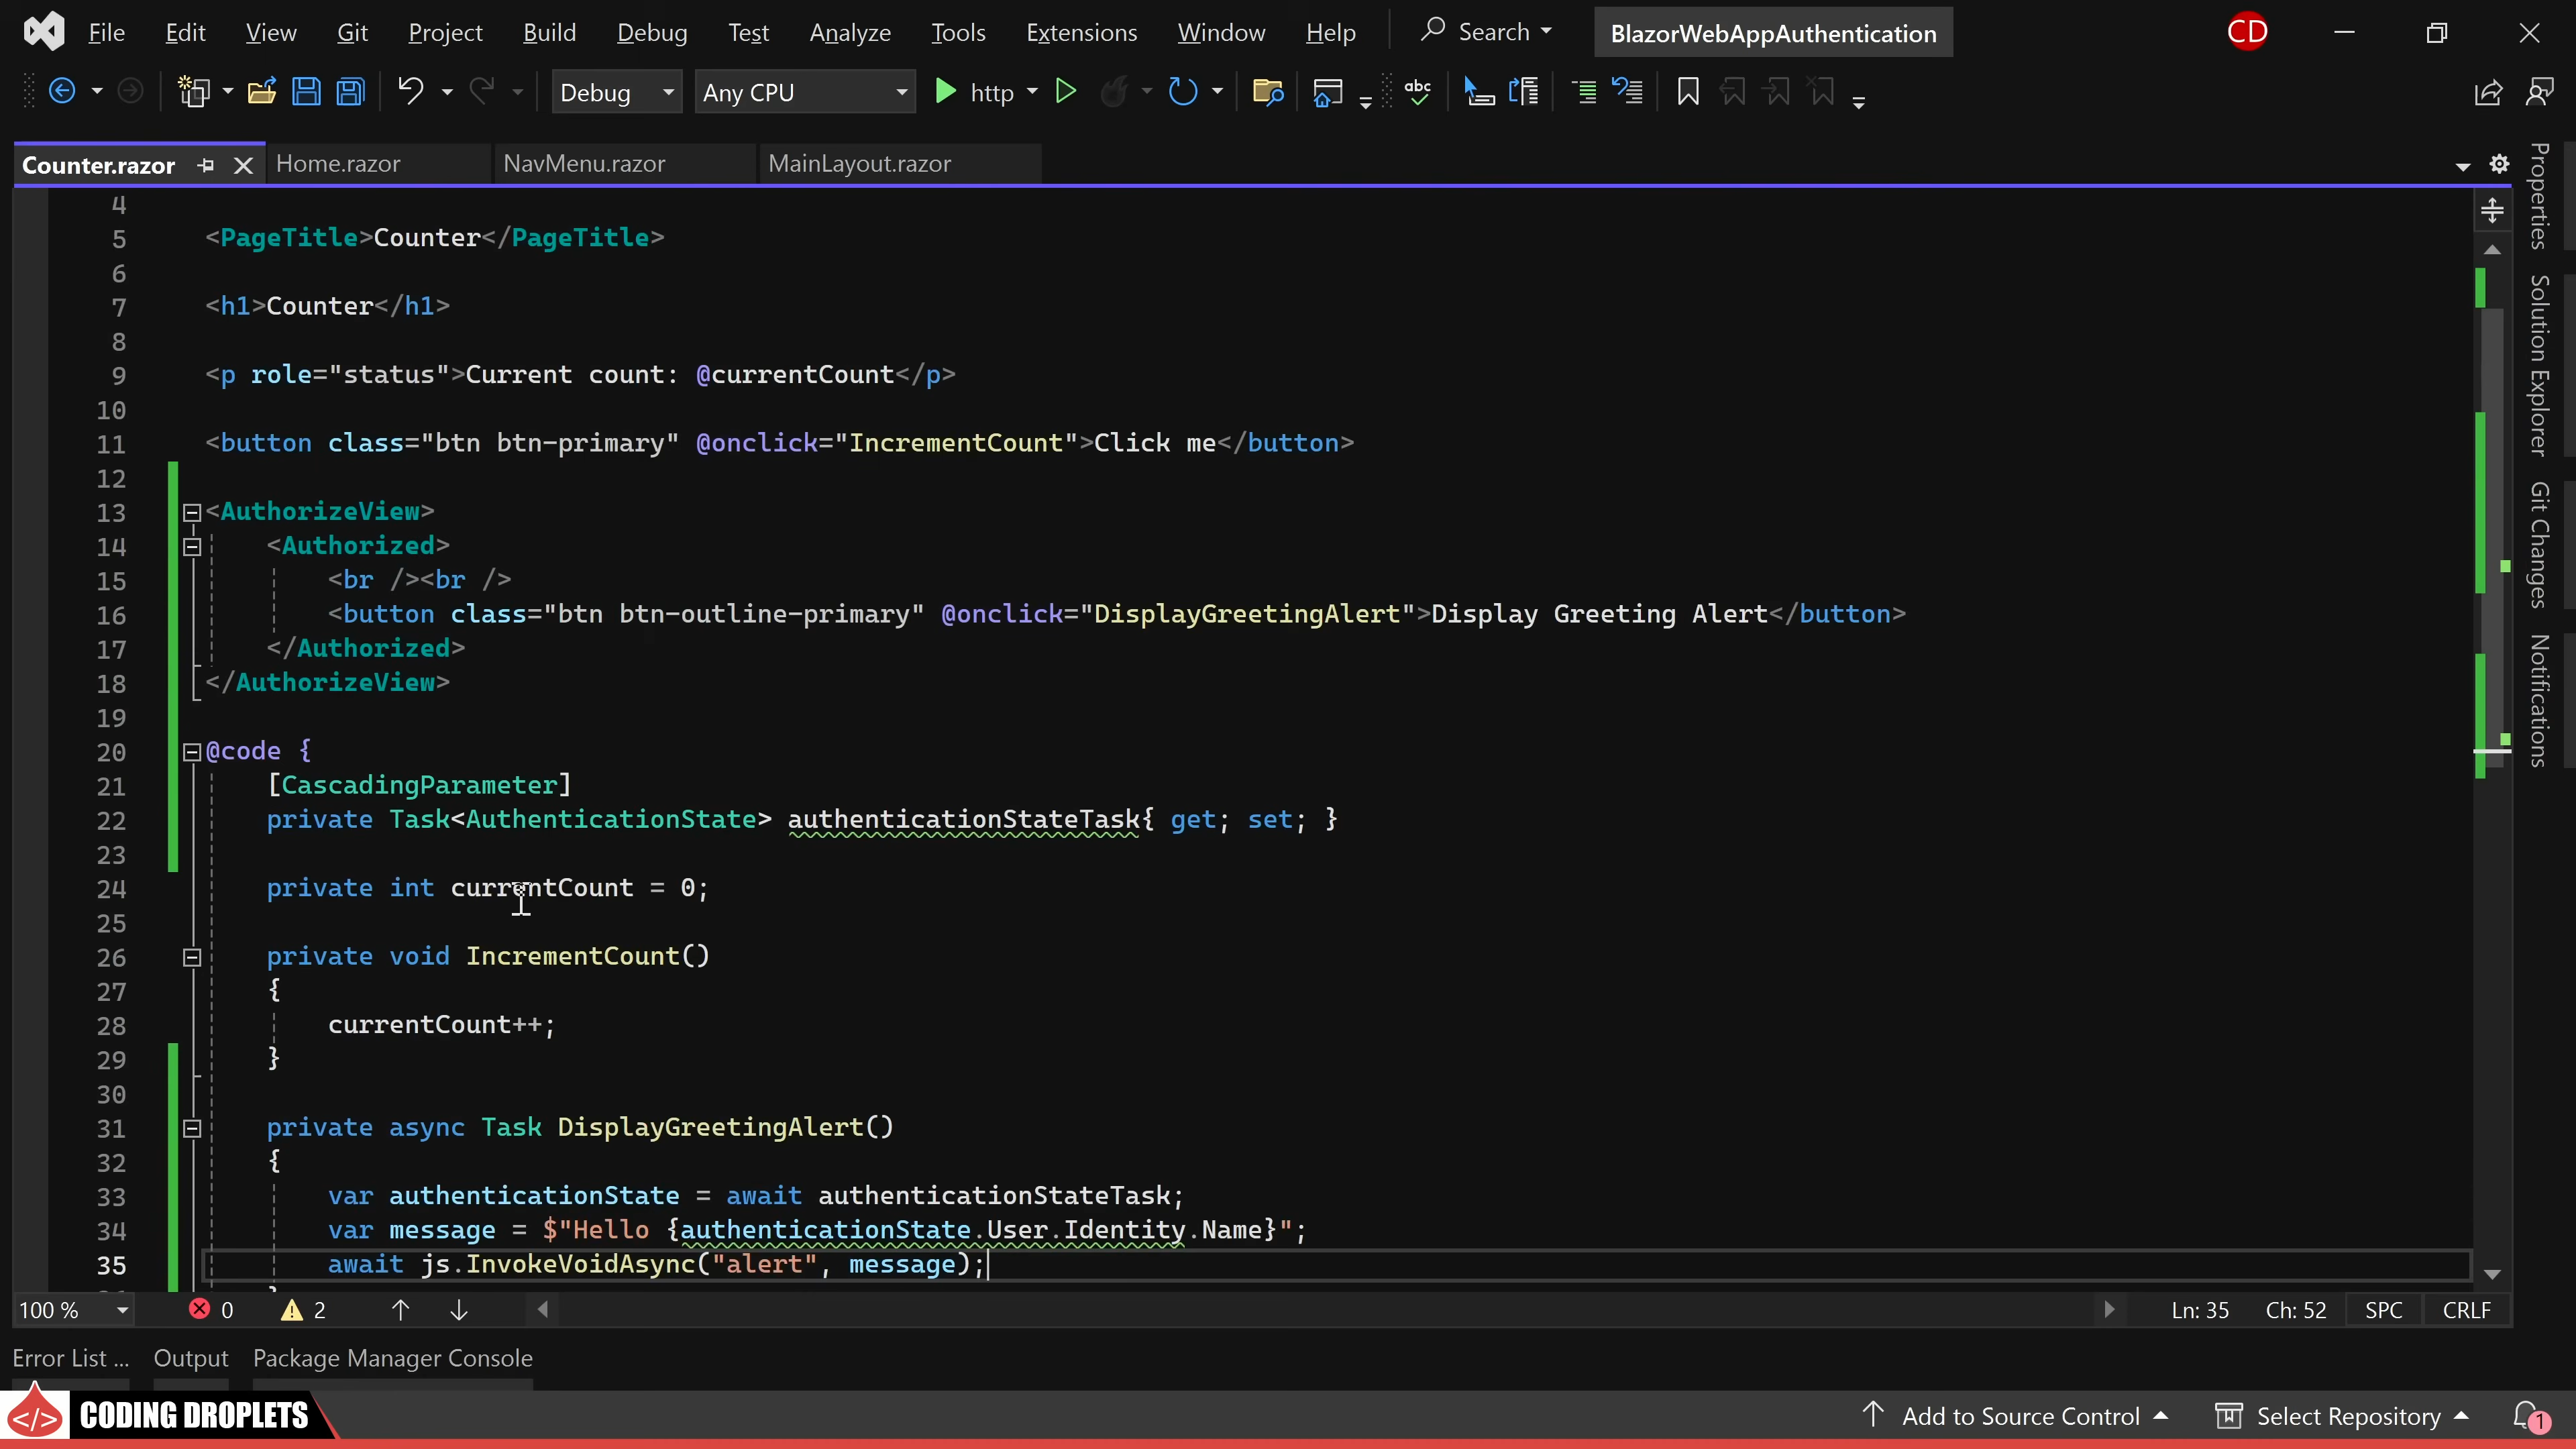 File Edit View Git Project Build Debug Test Analyze Tools Extensions Window Help Search BlazorWebAppAuthentication CD
Debug Any CPU http abc
Counter.razor Home.razor NavMenu.razor MainLayout.razor
4
5 <PageTitle>Counter</PageTitle>
6
7 <h1>Counter</h1>
8
9 <p role="status">Current count: @currentCount</p>
10
11 <button class="btn btn-primary" @onclick="IncrementCount">Click me</button>
12
13 <AuthorizeView>
14 <Authorized>
15 <br /><br />
16 <button class="btn btn-outline-primary" @onclick="DisplayGreetingAlert">Display Greeting Alert</button>
17 </Authorized>
18 </AuthorizeView>
19
20 @code {
21 [CascadingParameter]
22 private Task<AuthenticationState> authenticationStateTask{ get; set; }
23
24 private int currentCount = 0;
25
26 private void IncrementCount()
27 {
28 currentCount++;
29 }
30
31 private async Task DisplayGreetingAlert()
32 {
33 var authenticationState = await authenticationStateTask;
34 var message = $"Hello {authenticationState.User.Identity.Name}";
35 await js.InvokeVoidAsync("alert", message);
Properties
Solution Explorer
Git Changes
Notifications
100 % 0 2 Ln: 35 Ch: 52 SPC CRLF
Error List ... Output Package Manager Console
CODING DROPLETS Add to Source Control Select Repository 1